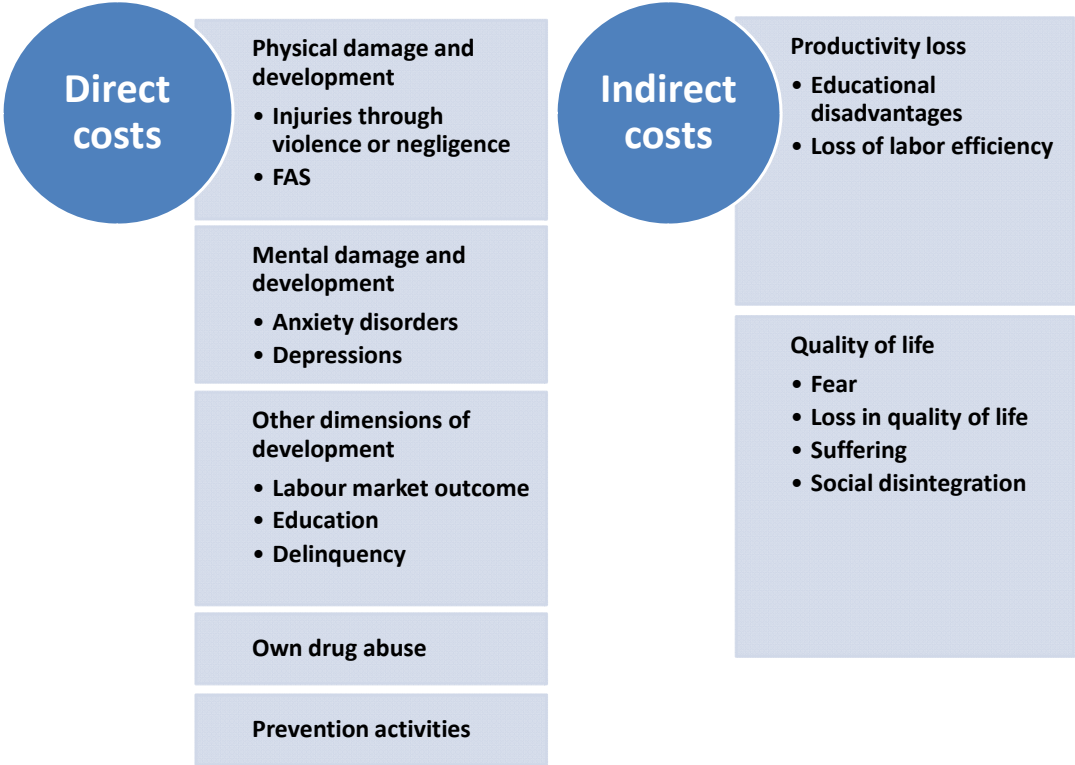 Direct
costs
Physical damage and
development
• Injuries through
violence or negligence
• FAS
Mental damage and
development
• Anxiety disorders
• Depressions
Other dimensions of
development
• Labour market outcome
• Education
• Delinquency
Own drug abuse
Prevention activities
Indirect
costs
Productivity loss
• Educational
disadvantages
• Loss of labor efficiency
Quality of life
• Fear
• Loss in quality of life
• Suffering
• Social disintegration